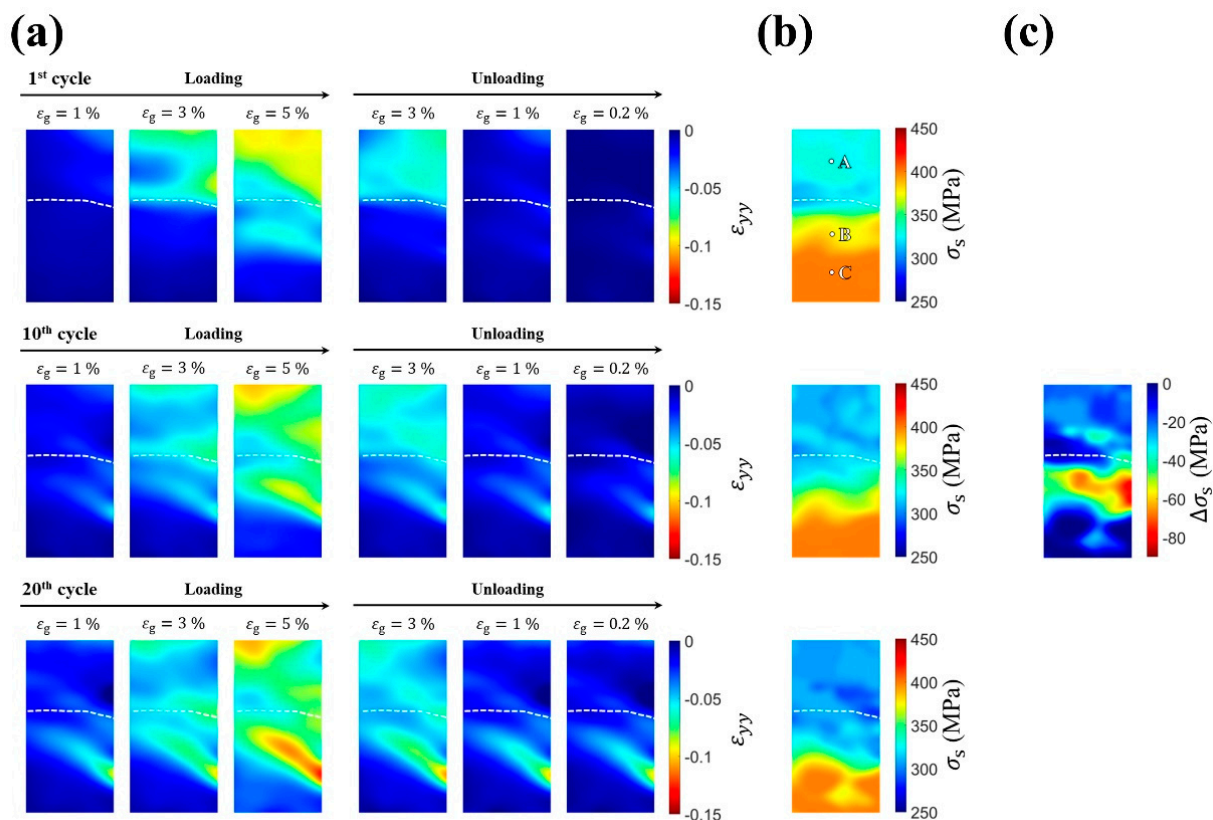 (a) (b) (c)
1st cycle Loading Unloading
εg = 1 % εg = 3 % εg = 5 % εg = 3 % εg = 1 % εg = 0.2 %
0
-0.05
-0.1
-0.15
εyy
A
B
C
450
400
350
300
250
σs (MPa)
10th cycle Loading Unloading
εg = 1 % εg = 3 % εg = 5 % εg = 3 % εg = 1 % εg = 0.2 %
0
-0.05
-0.1
-0.15
εyy
450
400
350
300
250
σs (MPa)
0
-20
-40
-60
-80
Δσs (MPa)
20th cycle Loading Unloading
εg = 1 % εg = 3 % εg = 5 % εg = 3 % εg = 1 % εg = 0.2 %
0
-0.05
-0.1
-0.15
εyy
450
400
350
300
250
σs (MPa)